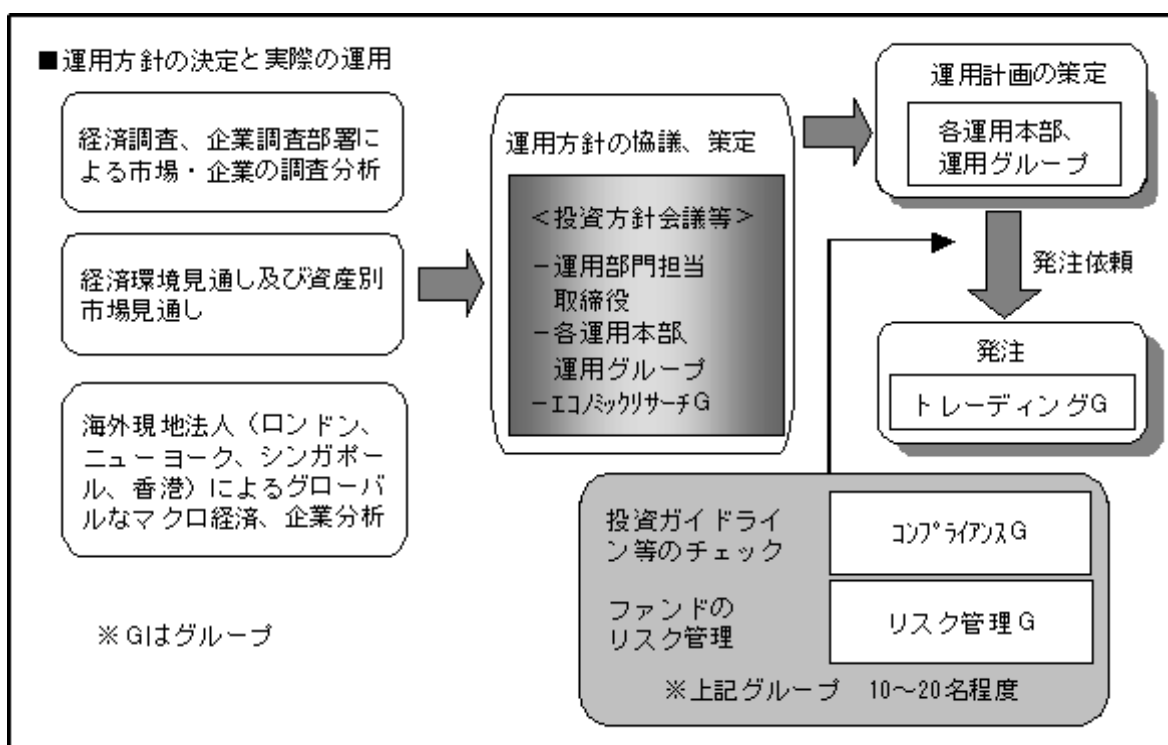 ■運用方針の決定と実際の運用
経済調査、企業調査部署に
よる市場・企業の調査分析
経済環境見通し及び資産別
市場見通し
海外現地法人（ロンドン、
ニューヨーク、シンガポー
ル、香港）によるグローバ
ルなマクロ経済、企業分析
※Gはグループ
運用方針の協議、策定
＜投資方針会議等＞
－運用部門担当
取締役
－各運用本部、
運用グループ
－ｴｺﾉﾐｯｸﾘｻｰﾁＧ
運用計画の策定
各運用本部、
運用グループ
発注依頼
発注
トレーディングＧ
投資ガイドライ
ン等のチェック
ｺﾝﾌﾟﾗｲｱﾝｽＧ
ファンドの
リスク管理
リスク管理Ｇ
※上記グループ　10～20名程度